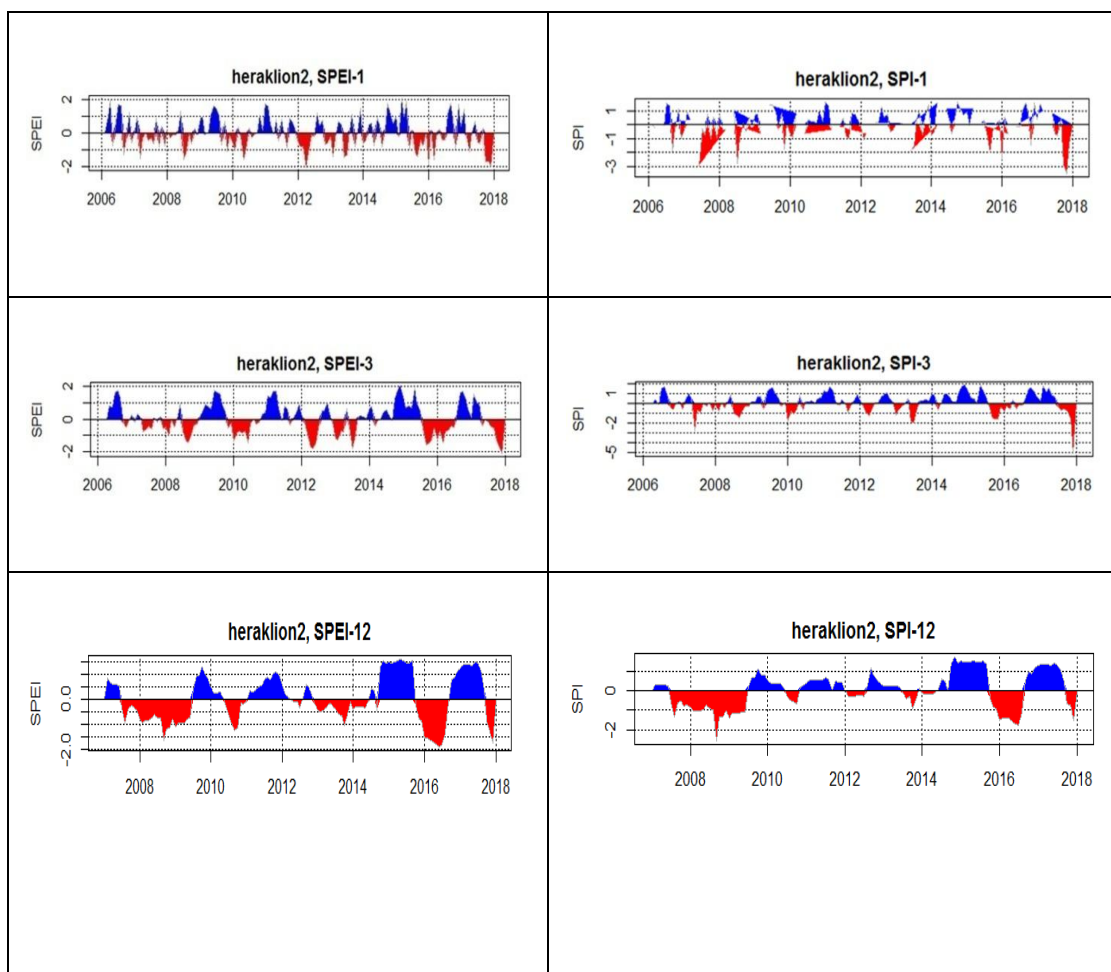 heraklion2, SPEI-1
SPEI
2
0
-2
2006 2008 2010 2012 2014 2016 2018
heraklion2, SPI-1
SPI
1
-1
-3
2006 2008 2010 2012 2014 2016 2018
heraklion2, SPEI-3
SPEI
2
0
-2
2006 2008 2010 2012 2014 2016 2018
heraklion2, SPI-3
SPI
1
-2
-5
2006 2008 2010 2012 2014 2016 2018
heraklion2, SPEI-12
SPEI
0.0
-2.0
2008 2010 2012 2014 2016 2018
heraklion2, SPI-12
SPI
0
-2
2008 2010 2012 2014 2016 2018